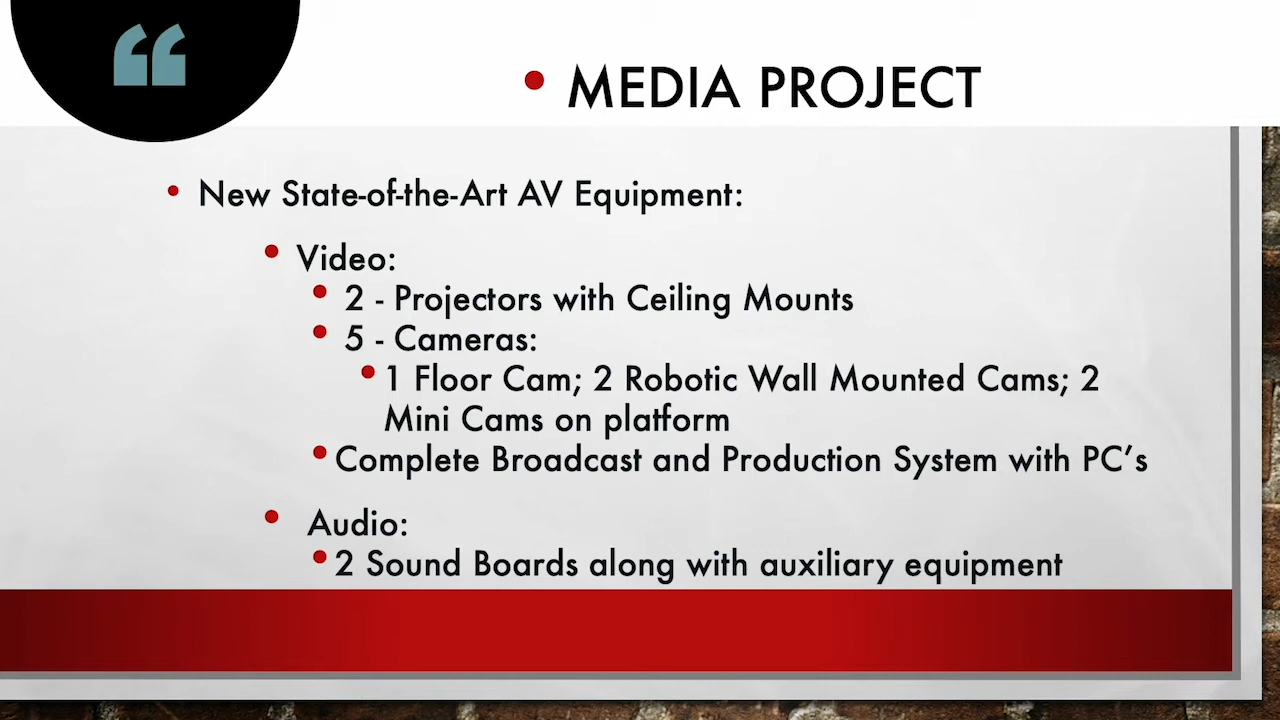 “
• MEDIA PROJECT
• New State-of-the-Art AV Equipment:
• Video:
• 2 - Projectors with Ceiling Mounts
• 5 - Cameras:
• 1 Floor Cam; 2 Robotic Wall Mounted Cams; 2
Mini Cams on platform
• Complete Broadcast and Production System with PC’s
• Audio:
• 2 Sound Boards along with auxiliary equipment